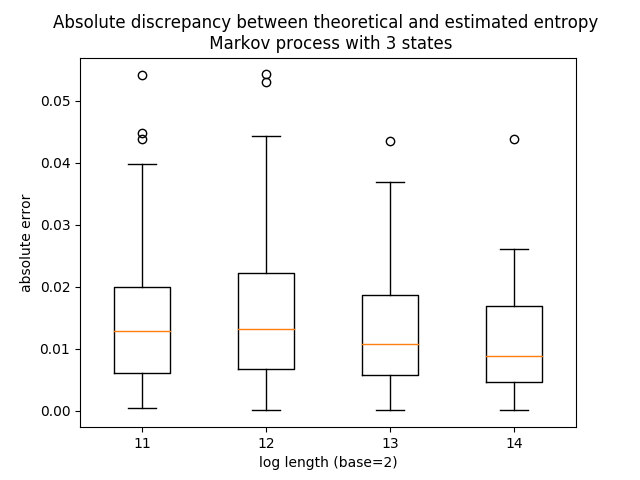 Absolute discrepancy between theoretical and estimated entropy
Markov process with 3 states
0.05
0.04
0.03
0.02
0.01
0.00
absolute error
11 12 13 14
log length (base=2)